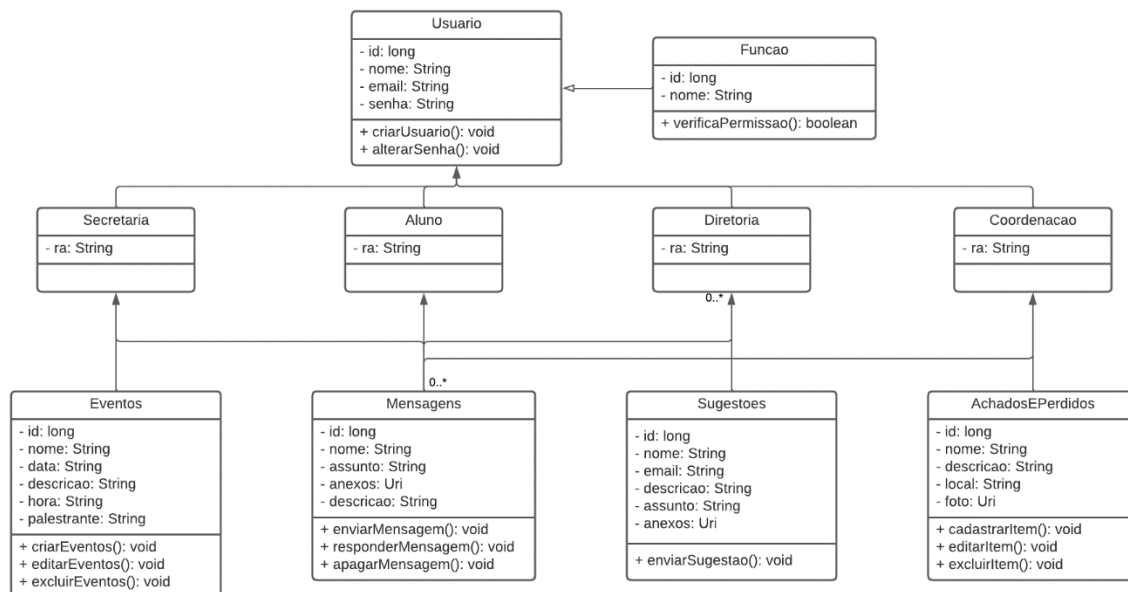 Usuario
- id: long
- nome: String
- email: String
- senha: String
+ criarUsuario(): void
+ alterarSenha(): void
Funcao
- id: long
- nome: String
+ verificaPermissao(): boolean
Secretaria
- ra: String
Aluno
- ra: String
Diretoria
- ra: String
Coordenacao
- ra: String
0..*
0..*
Eventos
- id: long
- nome: String
- data: String
- descricao: String
- hora: String
- palestrante: String
+ criarEventos(): void
+ editarEventos(): void
+ excluirEventos(): void
Mensagens
- id: long
- nome: String
- assunto: String
- anexos: Uri
- descricao: String
+ enviarMensagem(): void
+ responderMensagem(): void
+ apagarMensagem(): void
Sugestoes
- id: long
- nome: String
- email: String
- descricao: String
- assunto: String
- anexos: Uri
+ enviarSugestao(): void
AchadosEPerdidos
- id: long
- nome: String
- descricao: String
- local: String
- foto: Uri
+ cadastrarItem(): void
+ editarItem(): void
+ excluirItem(): void